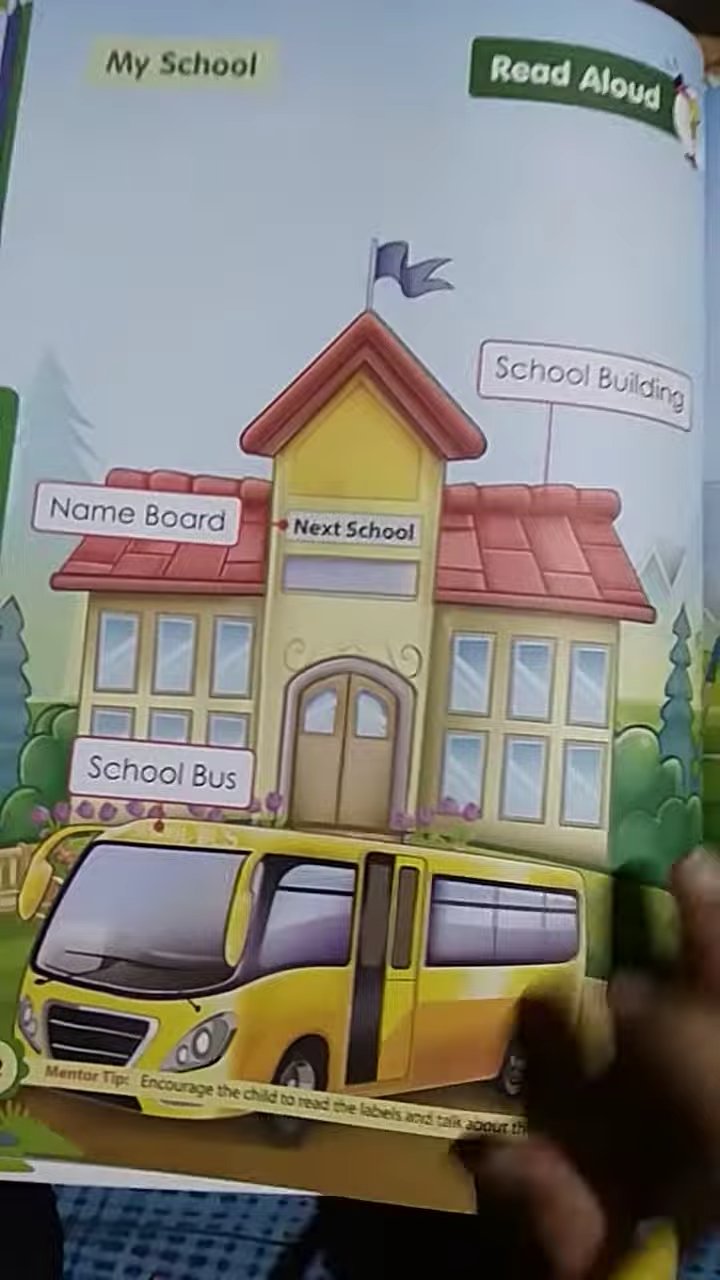 My School
Read Aloud
School Building
Name Board
Next School
School Bus
Mentor Tip: Encourage the child to read the labels and talk about